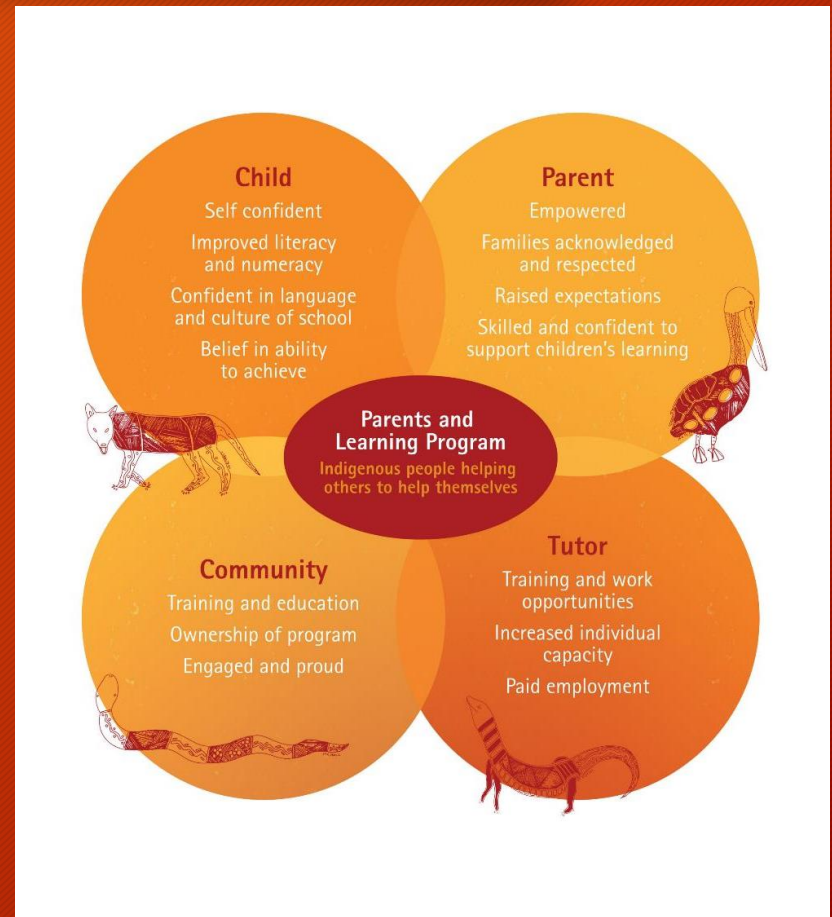 Child
Self confident
Improved literacy
and numeracy
Confident in language
and culture of school
Belief in ability
to achieve
Parent
Empowered
Families acknowledged
and respected
Raised expectations
Skilled and confident to
support children's learning
Parents and
Learning Program
Indigenous people helping
others to help themselves
Community
Training and education
Ownership of program
Engaged and proud
Tutor
Training and work
opportunities
Increased individual
capacity
Paid employment